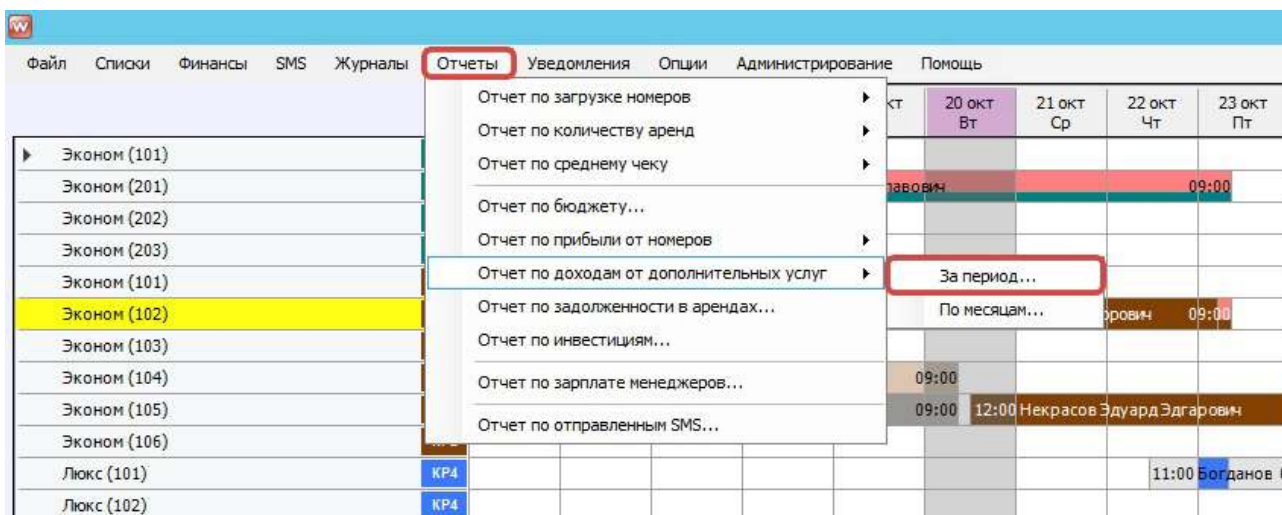 Файл Списки Финансы SMS Журналы Отчеты Уведомления Опции Администрирование Помощь
Отчет по загрузке номеров
Отчет по количеству аренд
Отчет по среднему чеку
Отчет по бюджету...
Отчет по прибыли от номеров
Отчет по доходам от дополнительных услуг
Отчет по задолженности в арендах...
Отчет по инвестициям...
Отчет по зарплате менеджеров...
Отчет по отправленным SMS...
За период...
По месяцам...
кт 20 окт 21 окт 22 окт 23 окт
Вт Ср Чт Пт
Эконом (101)
Эконом (201) лавович 09:00
Эконом (202)
Эконом (203)
Эконом (101)
Эконом (102) орович 09:00
Эконом (103)
Эконом (104) 09:00
Эконом (105) 09:00 12:00 Некрасов Эдуард Эдгарович
Эконом (106)
Люкс (101) КР4 11:00 Богданов
Люкс (102) КР4